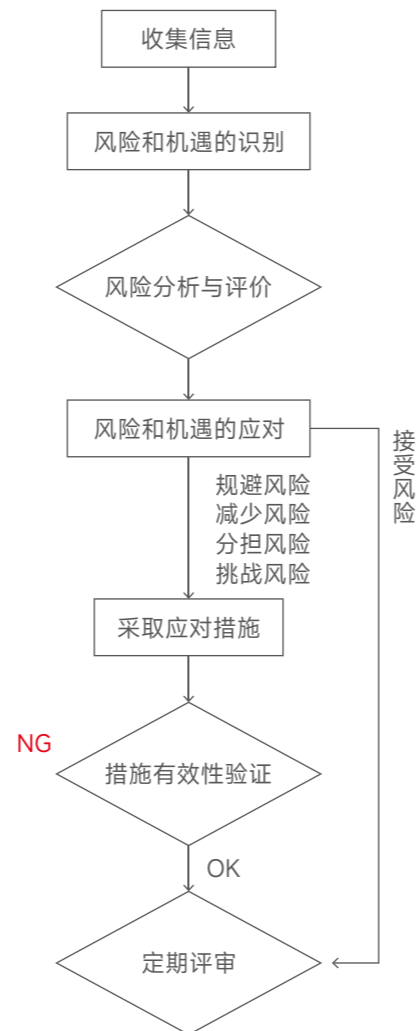 收集信息
风险和机遇的识别
风险分析与评价
风险和机遇的应对
接受风险
规避风险
减少风险
分担风险
挑战风险
采取应对措施
NG
措施有效性验证
OK
定期评审